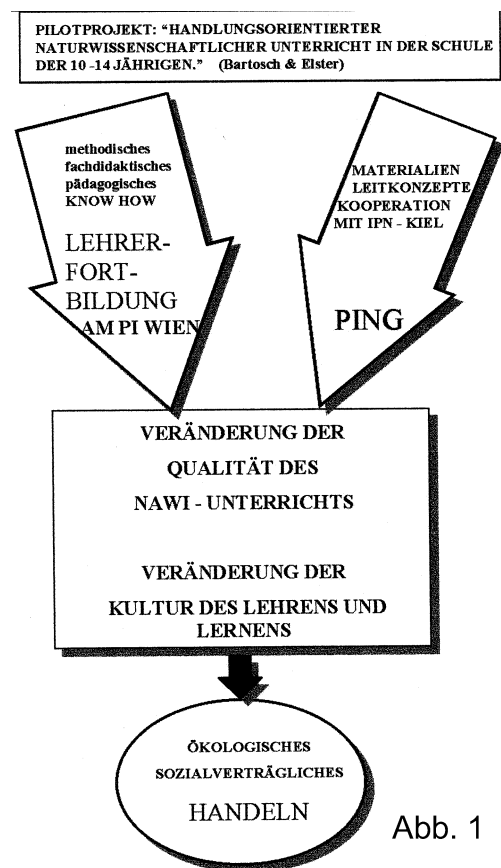 PILOTPROJEKT: “HANDLUNGSORIENTIERTER
NATURWISSENSCHAFTLICHER UNTERRICHT IN DER SCHULE
DER 10 -14 JÄHRIGEN.” (Bartosch & Elster)
methodisches
fachdidaktisches
pädagogisches
KNOW HOW
LEHRER-
FORT-
BILDUNG
AM PI WIEN
MATERIALIEN
LEITKONZEPTE
KOOPERATION
MIT IPN - KIEL
PING
VERÄNDERUNG DER
QUALITÄT DES
NAWI - UNTERRICHTS
VERÄNDERUNG DER
KULTUR DES LEHRENS UND
LERNENS
ÖKOLOGISCHES
SOZIALVERTRÄGLICHES
HANDELN
Abb. 1